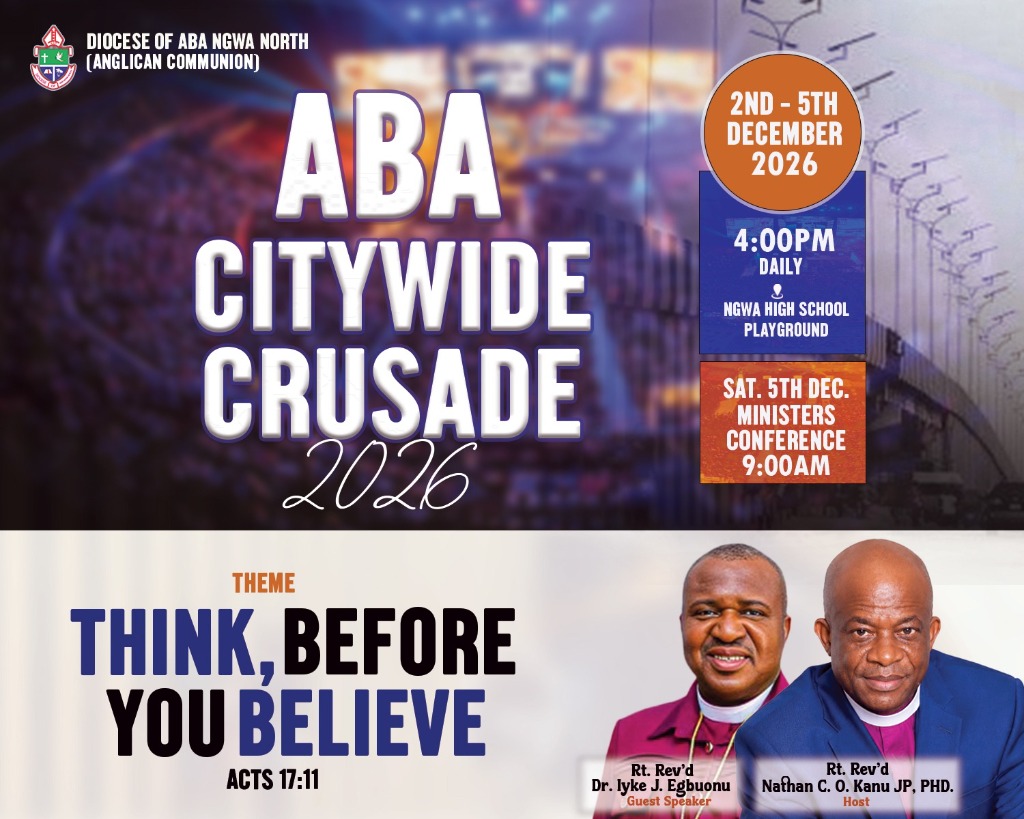 DIOCESE OF ABA NGWA NORTH
(ANGLICAN COMMUNION)
ABA
CITYWIDE
CRUSADE
2026
2ND - 5TH
DECEMBER
2026
4:00PM
DAILY
NGWA HIGH SCHOOL
PLAYGROUND
SAT. 5TH DEC.
MINISTERS
CONFERENCE
9:00AM
THEME
THINK, BEFORE
YOU BELIEVE
ACTS 17:11
Rt. Rev'd
Dr. Iyke J. Egbuonu
Guest Speaker
Rt. Rev'd
Nathan C. O. Kanu JP, PHD.
Host